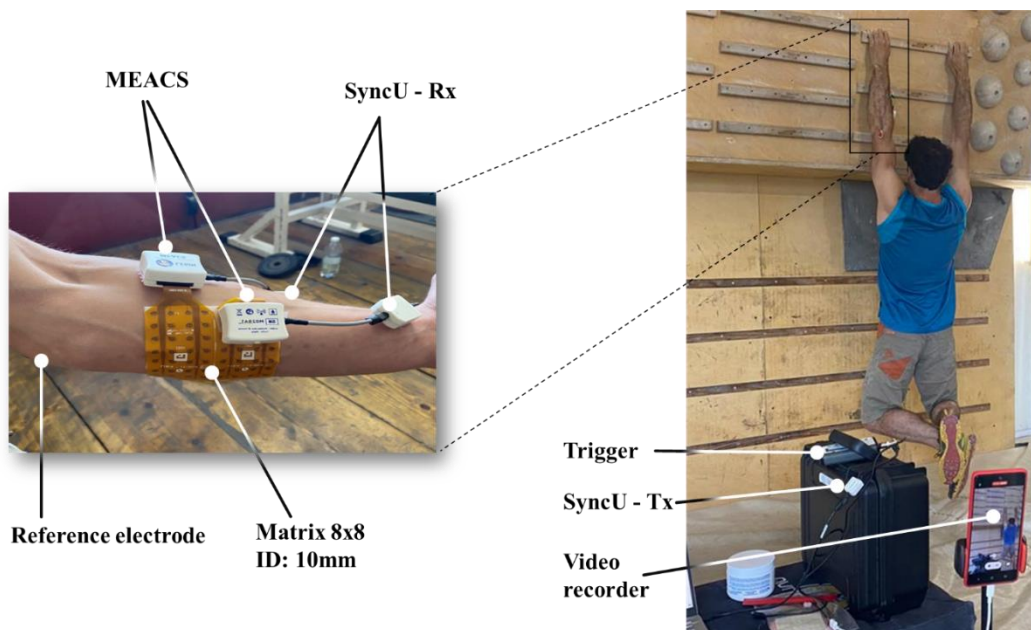 MEACS
SyncU - Rx
Reference electrode
Matrix 8x8
ID: 10mm
Trigger
SyncU - Tx
Video
recorder